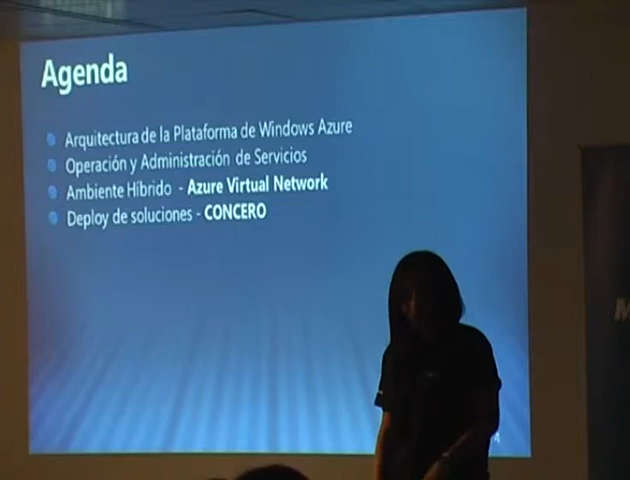 Agenda
Arquitectura de la Plataforma de Windows Azure
Operación y Administración de Servicios
Ambiente Híbrido - Azure Virtual Network
Deploy de soluciones - CONCERO